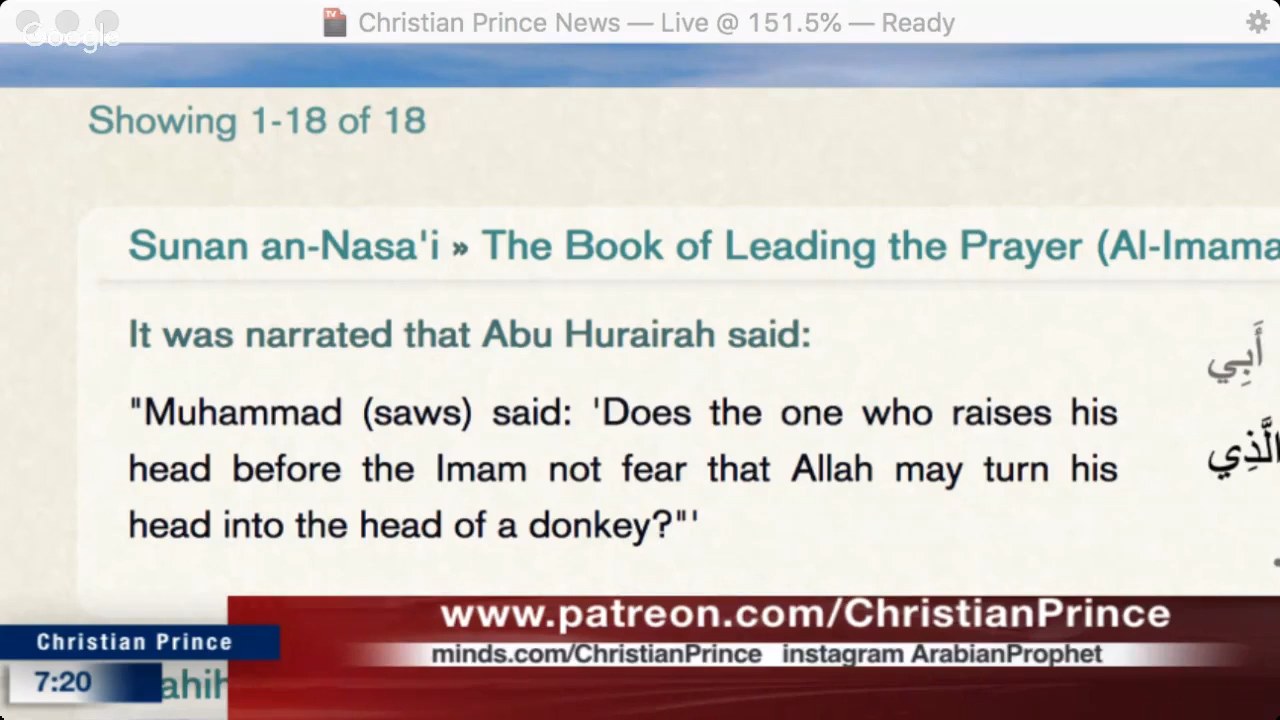 Christian Prince News — Live @ 151.5% — Ready
Google
Showing 1-18 of 18
Sunan an-Nasa'i » The Book of Leading the Prayer (Al-Imama
It was narrated that Abu Hurairah said:
أَبِي
"Muhammad (saws) said: 'Does the one who raises his
head before the Imam not fear that Allah may turn his
الَّذِي
head into the head of a donkey?"'
www.patreon.com/ChristianPrince
Christian Prince
minds.com/ChristianPrince instagram ArabianProphet
7:20